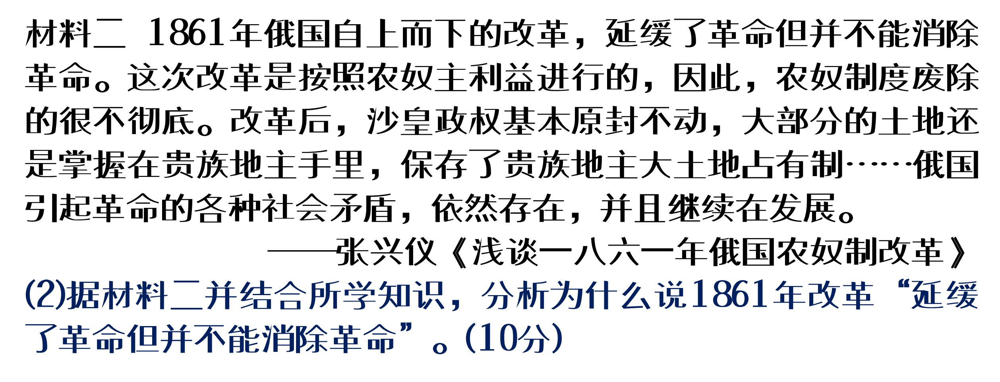 材料二　1861年俄国自上而下的改革，延缓了革命但并不能消除
革命。这次改革是按照农奴主利益进行的，因此，农奴制度废除
的很不彻底。改革后，沙皇政权基本原封不动，大部分的土地还
是掌握在贵族地主手里，保存了贵族地主大土地占有制…………俄国
引起革命的各种社会矛盾，依然存在，并且继续在发展。
——张兴仪《浅谈一八六一年俄国农奴制改革》
(2)据材料二并结合所学知识，分析为什么说1861年改革“延缓
了革命但并不能消除革命”。(10分)